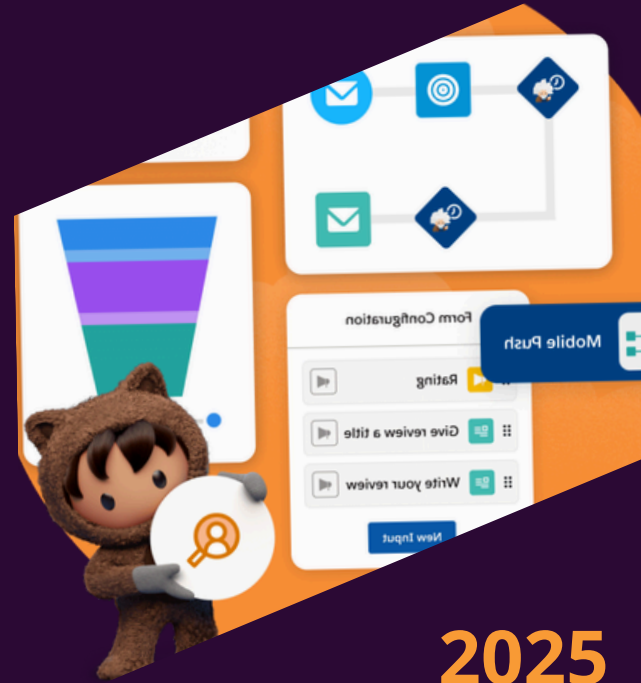 Form Configuration
Mobile Push
Rating
Give review a title
Write your review
New Input
2025